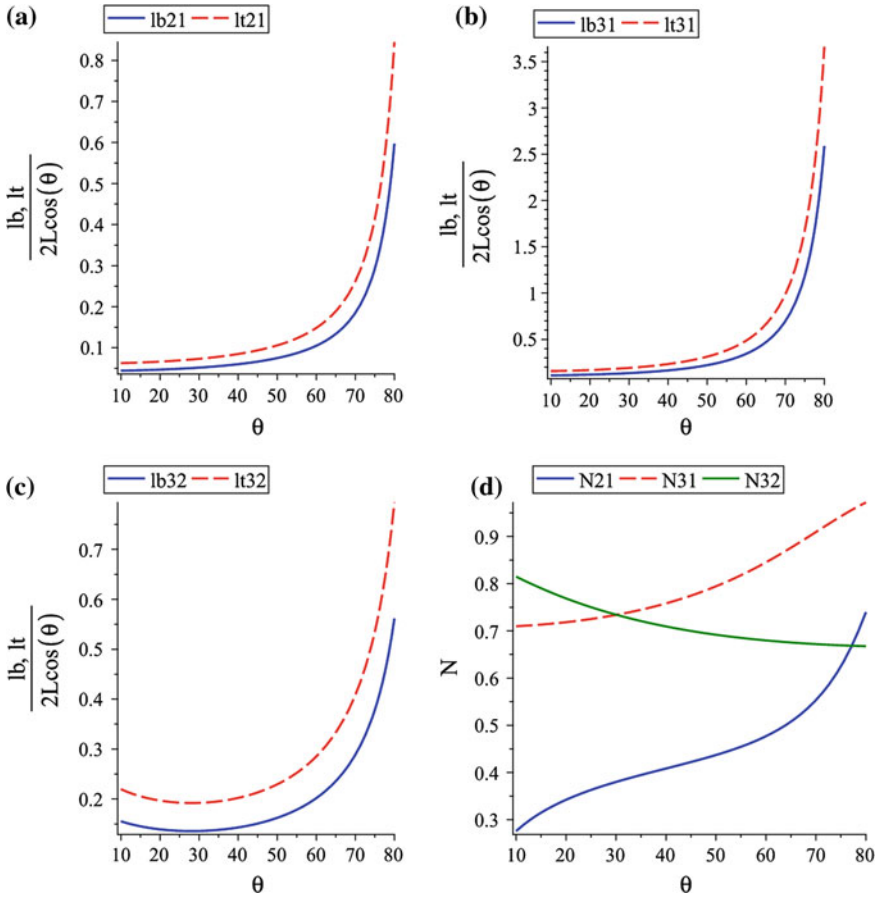 (a)
lb21 lt21
0.8
0.7
0.6
0.5
0.4
0.3
0.2
0.1
lb, lt
2Lcos(θ)
10 20 30 40 50 60 70 80
θ
(b)
lb31 lt31
3.5
3
2.5
2
1.5
1
0.5
lb, lt
2Lcos(θ)
10 20 30 40 50 60 70 80
θ
(c)
lb32 lt32
0.7
0.6
0.5
0.4
0.3
0.2
lb, lt
2Lcos(θ)
10 20 30 40 50 60 70 80
θ
(d)
N21 N31 N32
0.9
0.8
0.7
0.6
0.5
0.4
0.3
N
10 20 30 40 50 60 70 80
θ